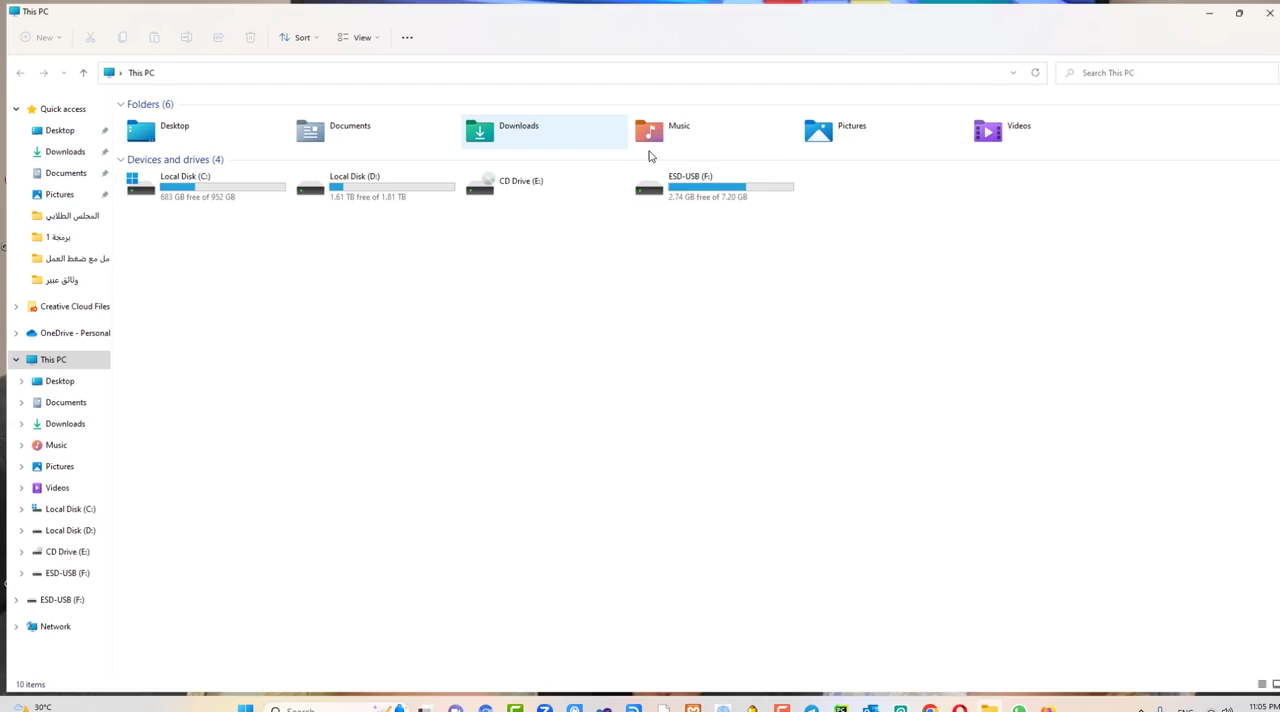 This PC
New
Sort
View
This PC
Search This PC
Quick access
Desktop
Downloads
Documents
Pictures
المجلس الطلابي
برمجة 1
مل مع ضغط العمل
وثائق عبير
Creative Cloud Files
OneDrive - Personal
This PC
Desktop
Documents
Downloads
Music
Pictures
Videos
Local Disk (C:)
Local Disk (D:)
CD Drive (E:)
ESD-USB (F:)
ESD-USB (F:)
Network
Folders (6)
Desktop
Documents
Downloads
Music
Pictures
Videos
Devices and drives (4)
Local Disk (C:)
683 GB free of 952 GB
Local Disk (D:)
1.61 TB free of 1.81 TB
CD Drive (E:)
ESD-USB (F:)
2.74 GB free of 7.20 GB
10 items
30°C
Search
ENG
11:05 PM